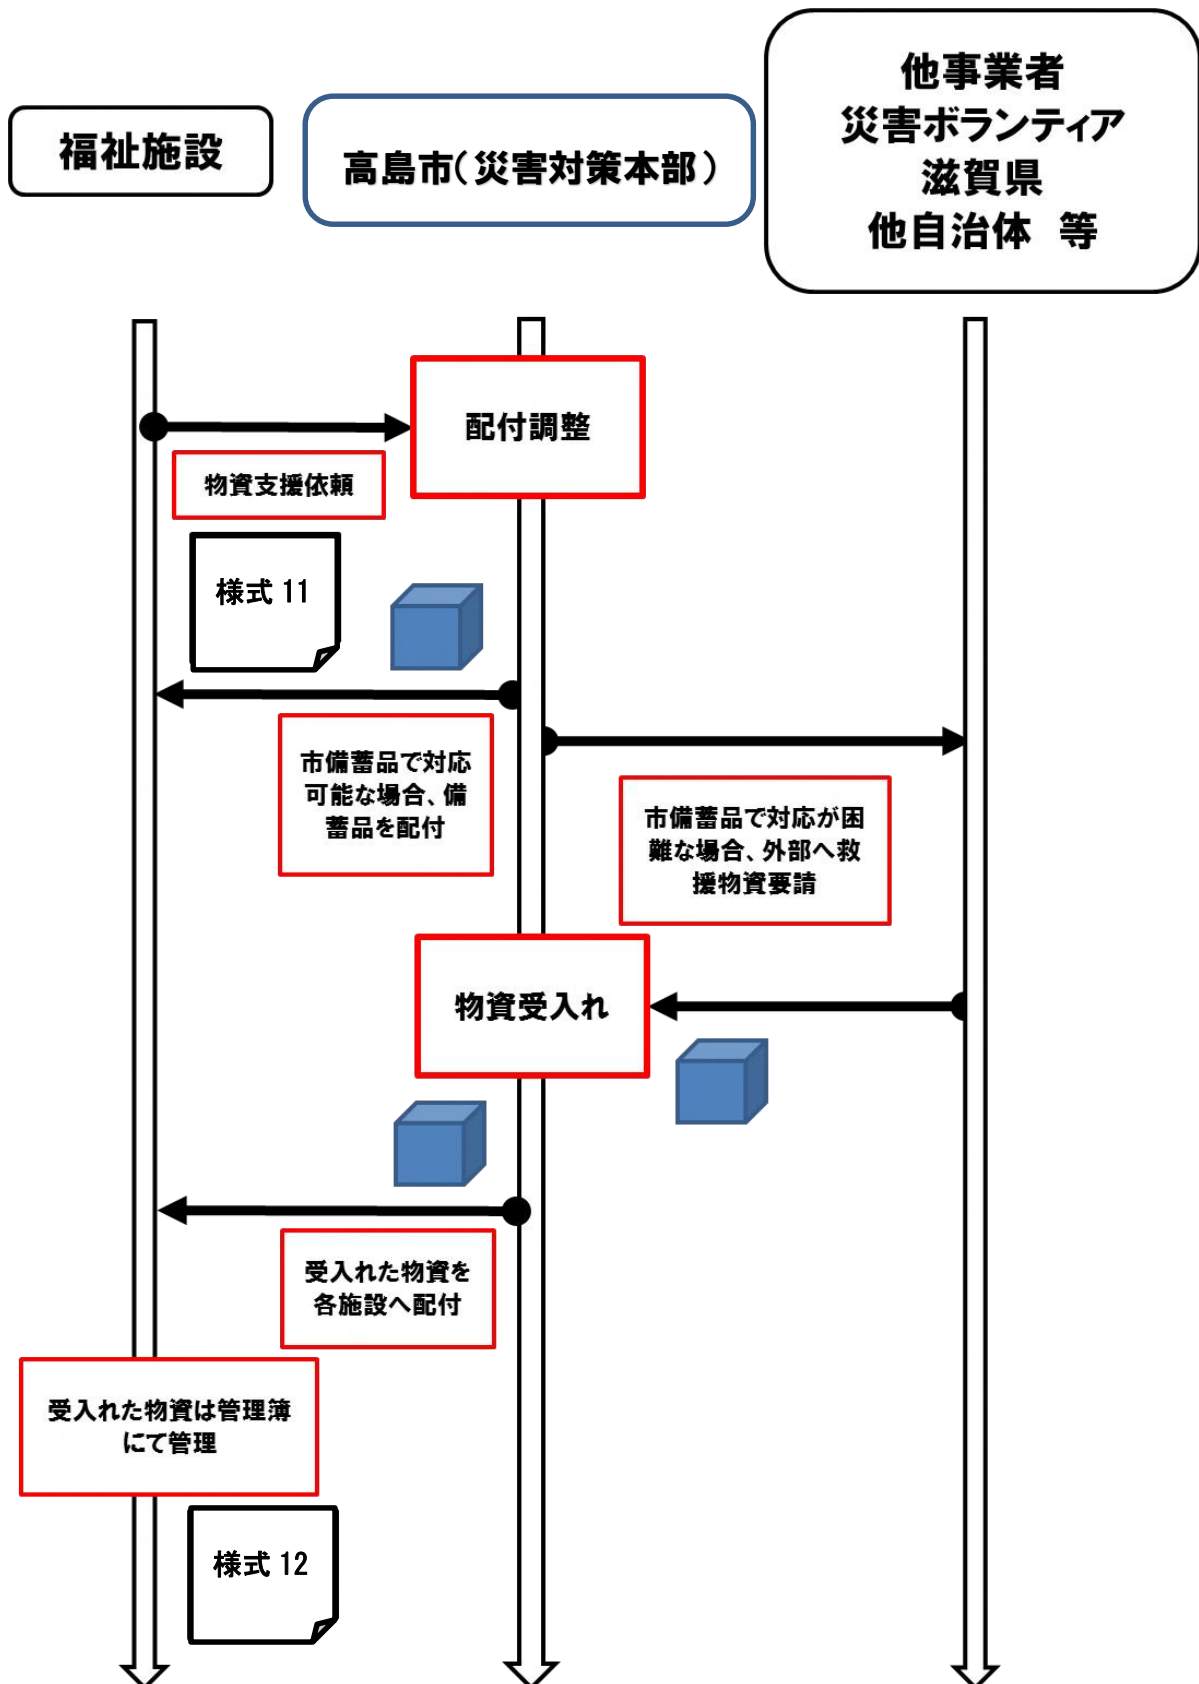 福祉施設
高島市（災害対策本部）
他事業者
災害ボランティア
滋賀県
他自治体　等
配付調整
物資支援依頼
様式 11
市備蓄品で対応
可能な場合、備
蓄品を配付
市備蓄品で対応が困
難な場合、外部へ救
援物資要請
物資受入れ
受入れた物資を
各施設へ配付
受入れた物資は管理簿
にて管理
様式 12